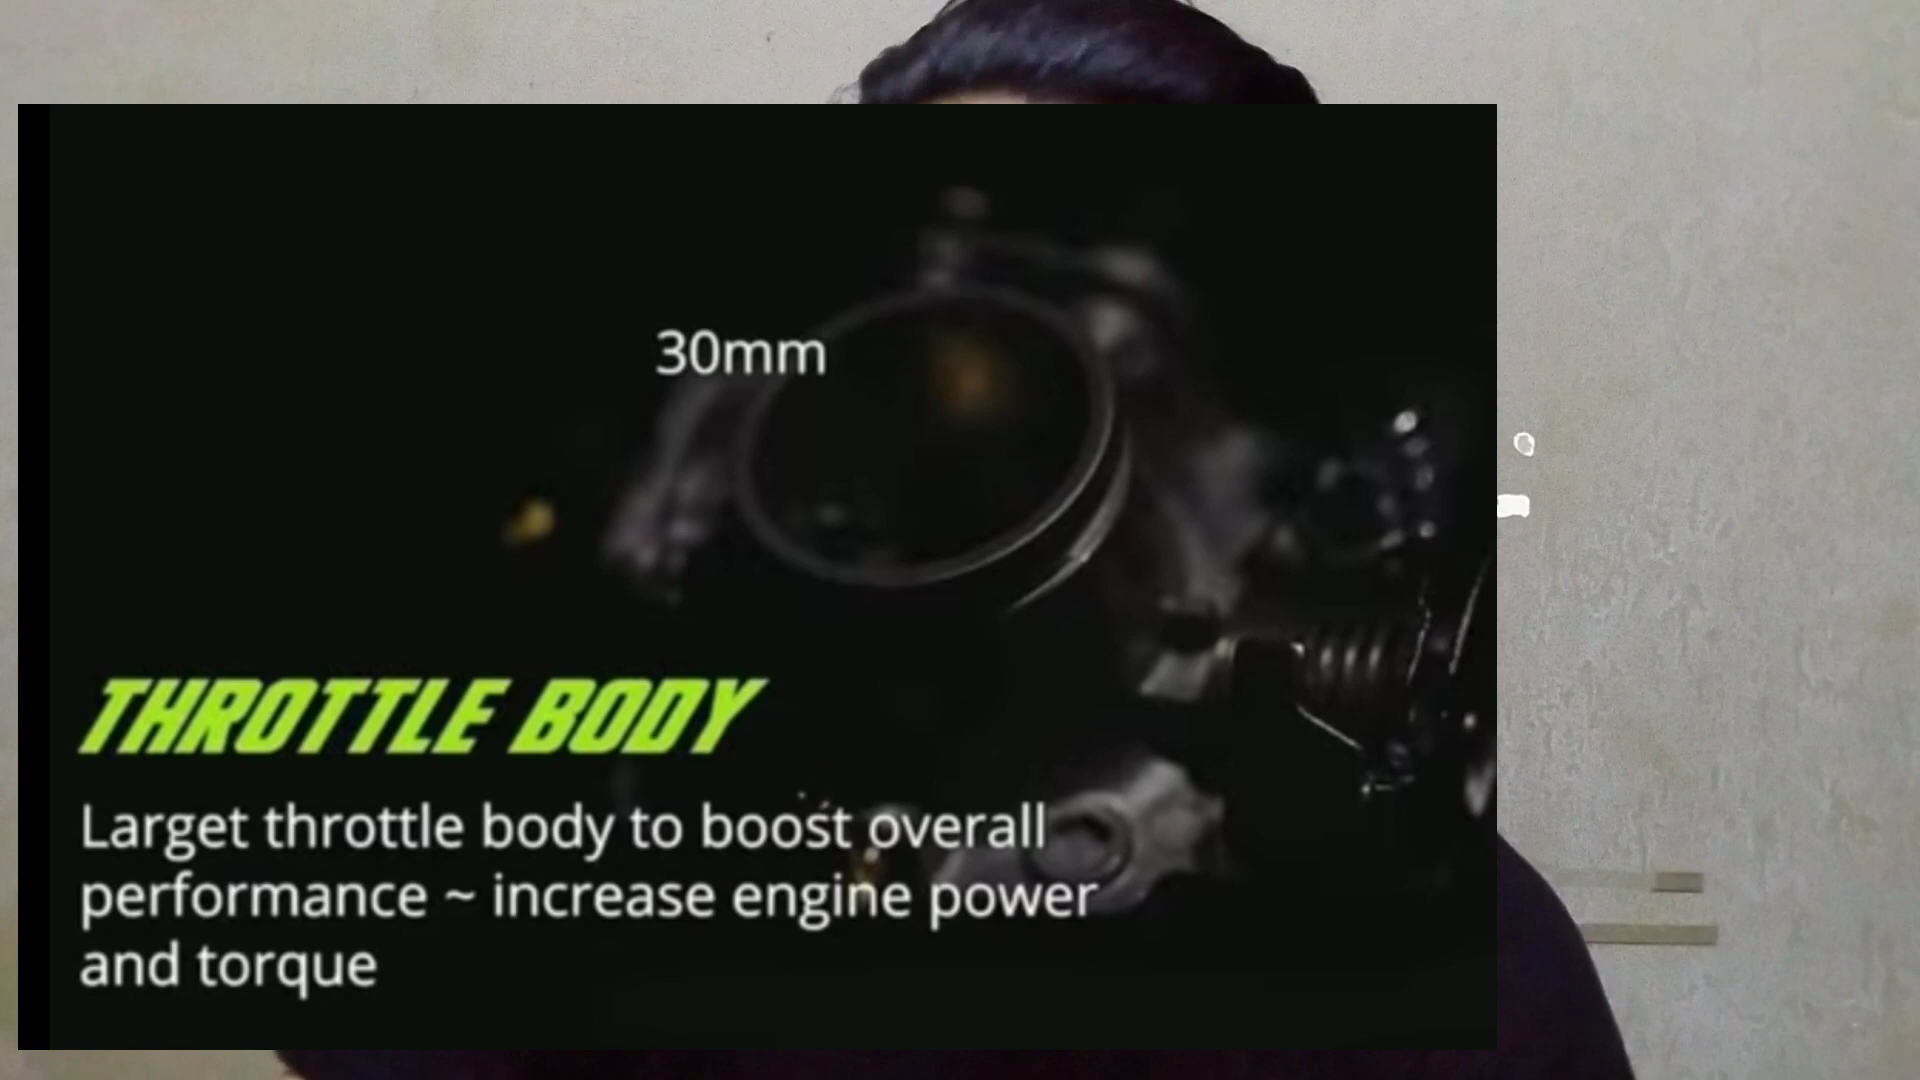 30mm
THROTTLE BODY
Larget throttle body to boost overall
performance ~ increase engine power
and torque